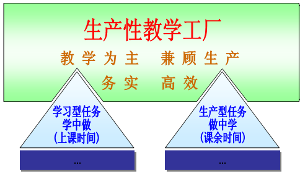 生产性教学工厂
教学为主 兼顾生产
务实 高效
学习型任务
学中做
(上课时间)
...
生产型任务
做中学
(课余时间)
...